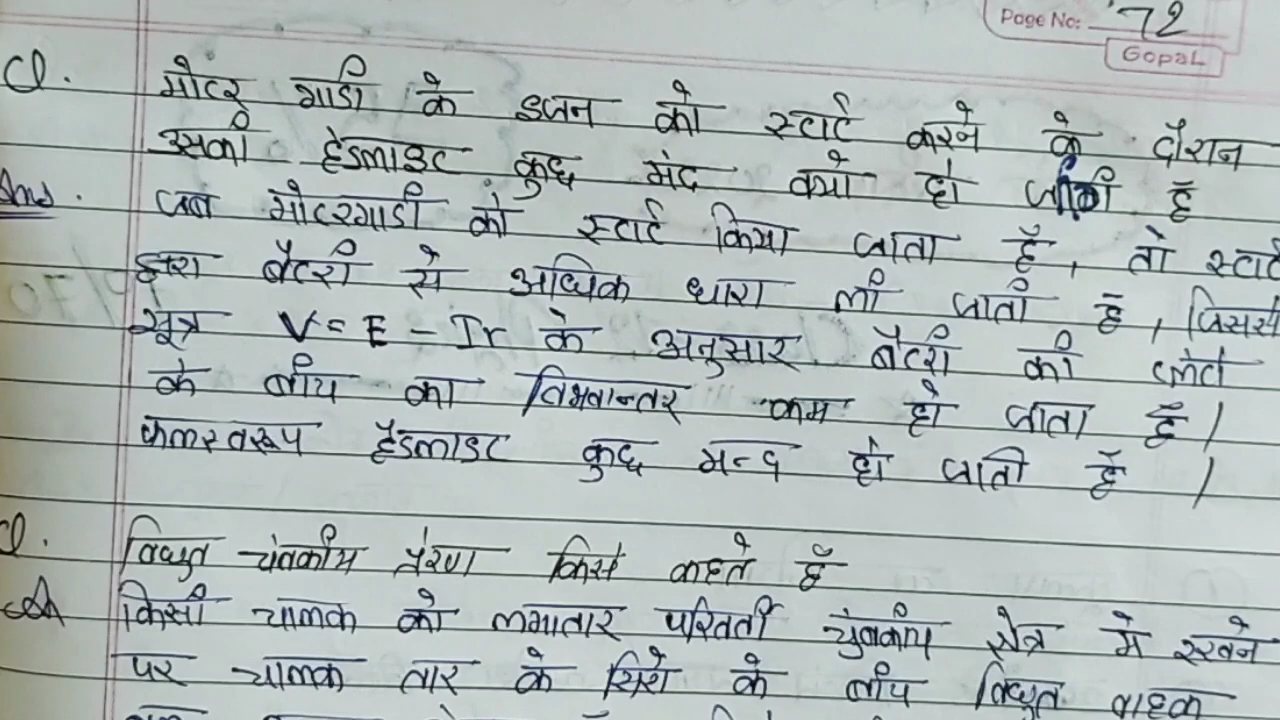 Page No: 72
Gopal
Q. मोटर गाडी के इंजन को स्टार्ट करने के दौरान
उसकी हेडलाइट कुछ मंद क्यो हो जाती है
Ans. जब मोटरगाडी को स्टार्ट किया जाता है, तो स्टार्ट
द्वारा बैटरी से अधिक धारा ली जाती है, जिससे
सूत्र V = E - Ir के अनुसार बैटरी की प्लेटो
के बीच का विभवान्तर कम हो जाता है।
फलस्वरूप हैडलाइट कुछ मन्द हो जाती है।
Q. विधुत चंबकीय प्रेरण किसे कहते है
किसी चालक को लगातार परिवर्ती चुंबकीय क्षेत्र मे रखने
पर चालक तार के सिरो के बीच विधुत वाहक